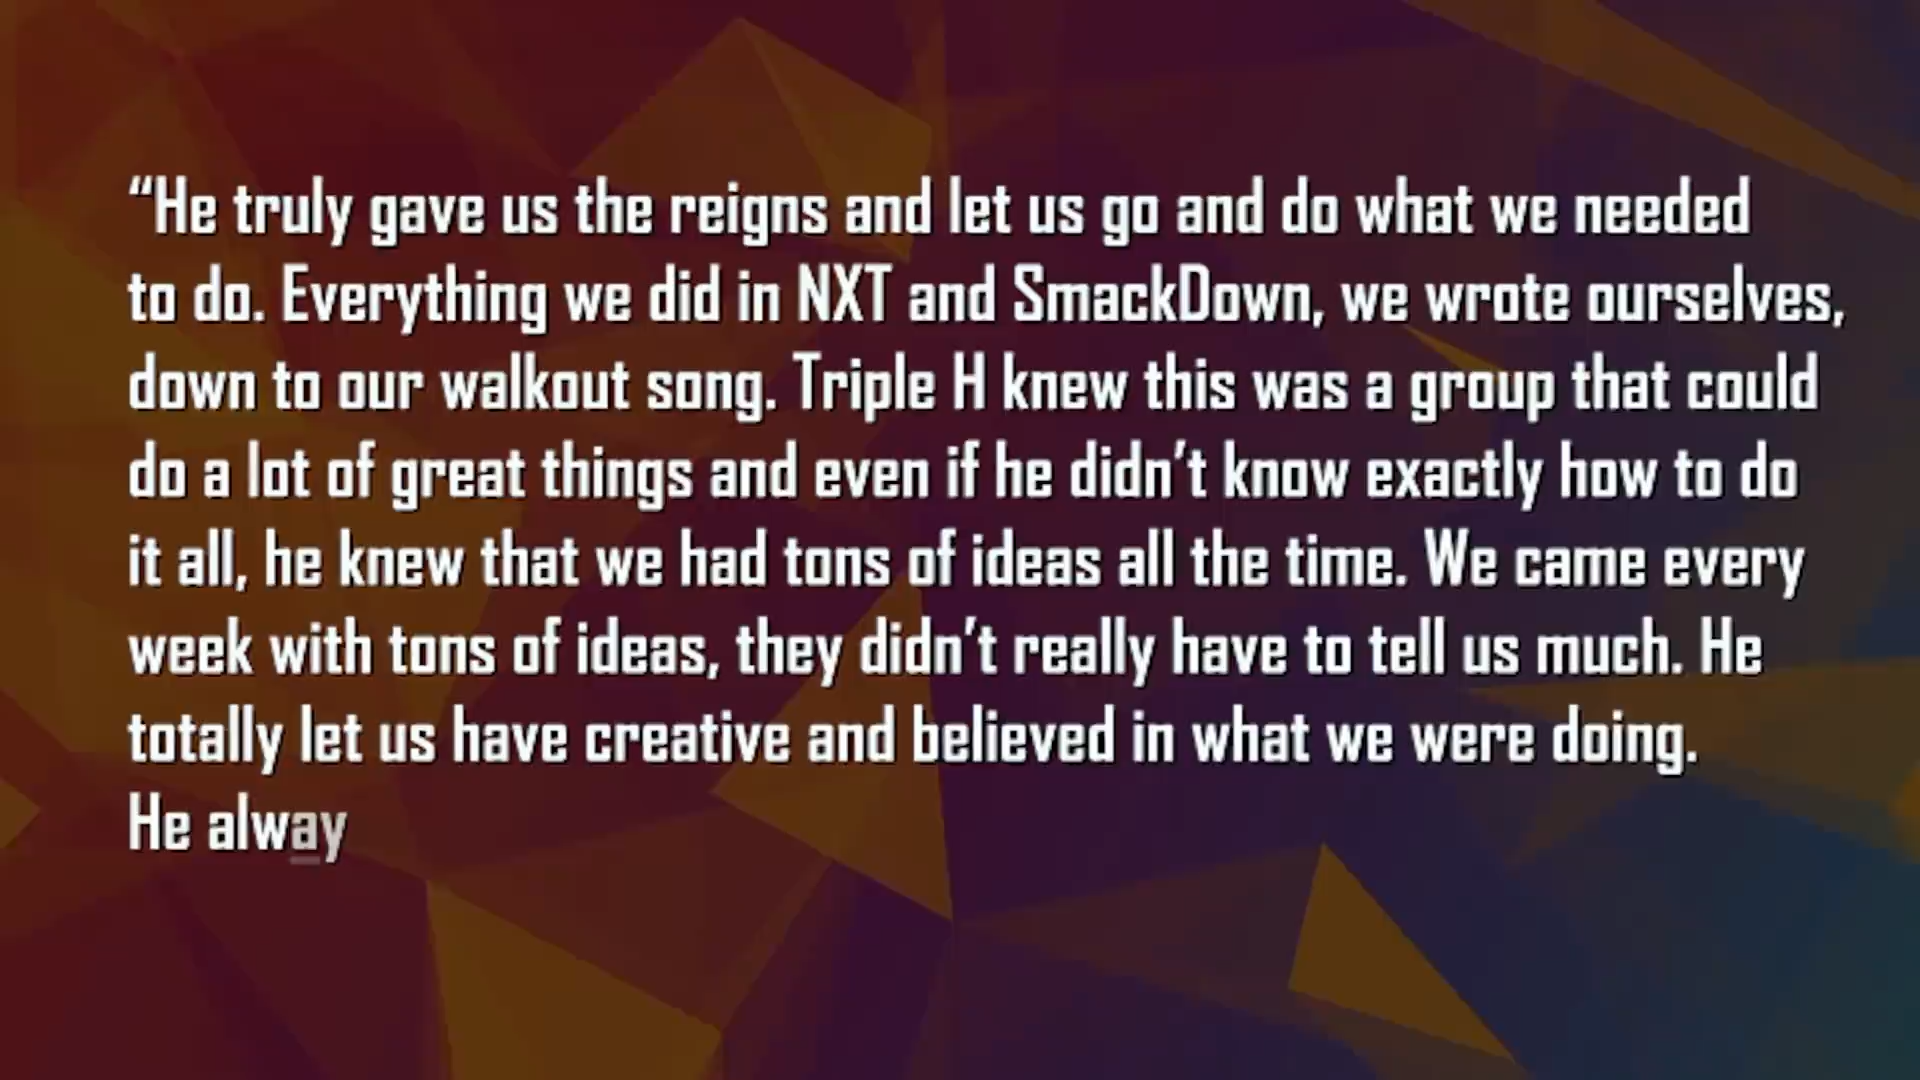 “He truly gave us the reigns and let us go and do what we needed
to do. Everything we did in NXT and SmackDown, we wrote ourselves,
down to our walkout song. Triple H knew this was a group that could
do a lot of great things and even if he didn’t know exactly how to do
it all, he knew that we had tons of ideas all the time. We came every
week with tons of ideas, they didn’t really have to tell us much. He
totally let us have creative and believed in what we were doing.
He alway